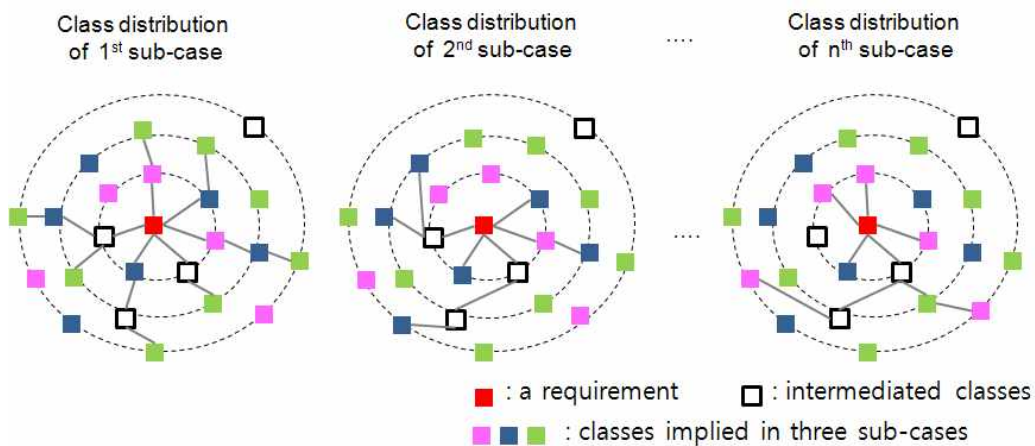 Class distribution
of 1st sub-case
Class distribution
of 2nd sub-case
....
Class distribution
of nth sub-case
....
: a requirement
: intermediated classes
: classes implied in three sub-cases